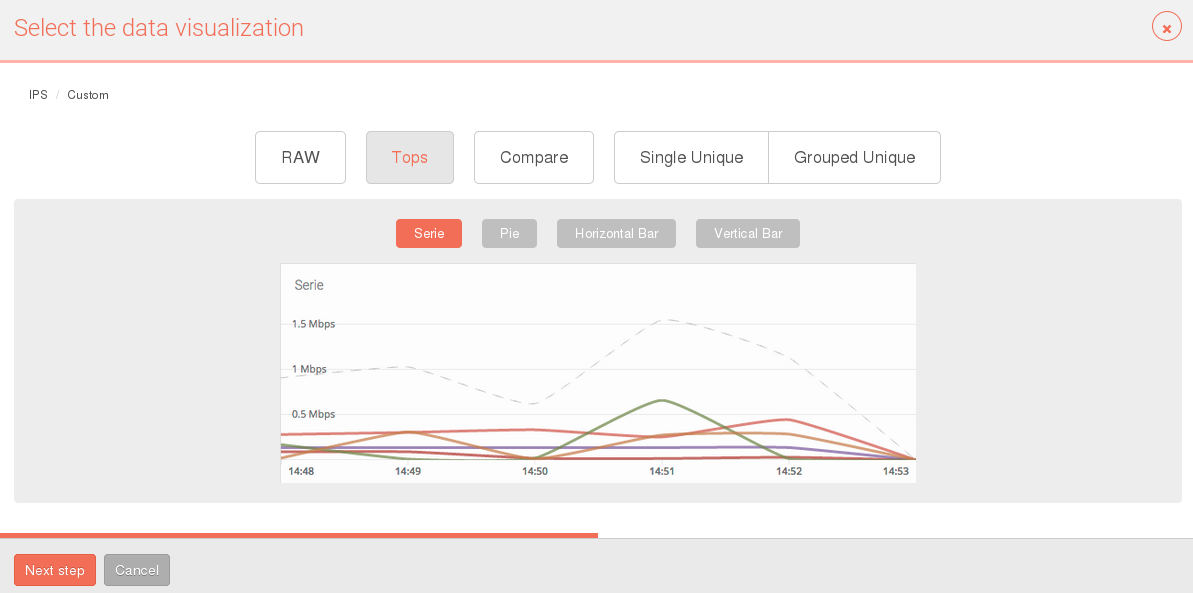 Select the data visualization
IPS / Custom
RAW Tops Compare Single Unique Grouped Unique
Serie Pie Horizontal Bar Vertical Bar
Serie
1.5 Mbps
1 Mbps
0.5 Mbps
14:48 14:49 14:50 14:51 14:52 14:53
Next step Cancel